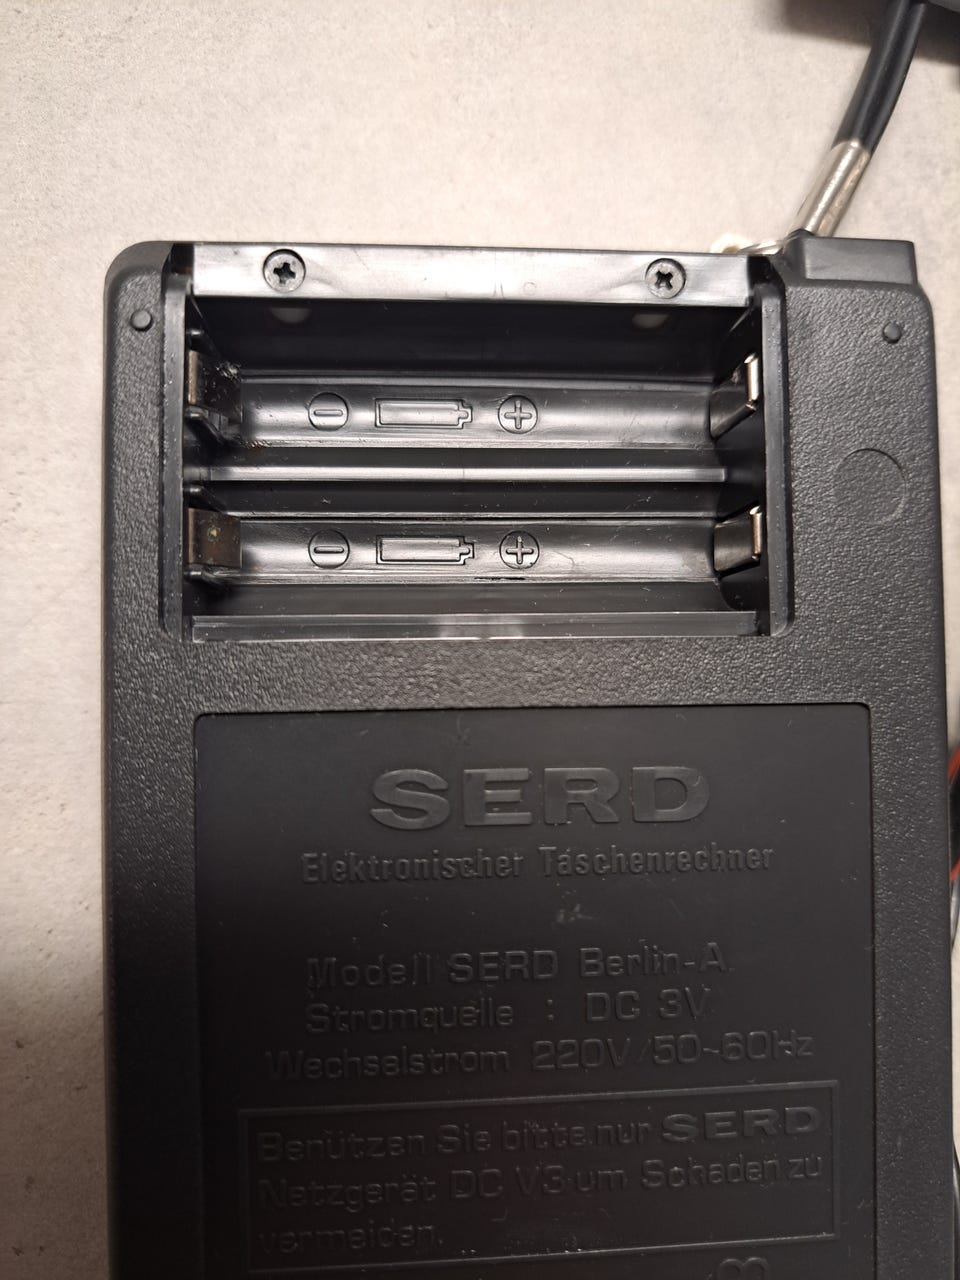 SERD
Elektronischer Taschenrechner
Modell SERD Berlin-A
Stromquelle : DC 3V
Wechselstrom 220V/50~60Hz
Benützen Sie bitte nur SERD
Netzgerät DC V3 um Schaden zu
vermeiden.